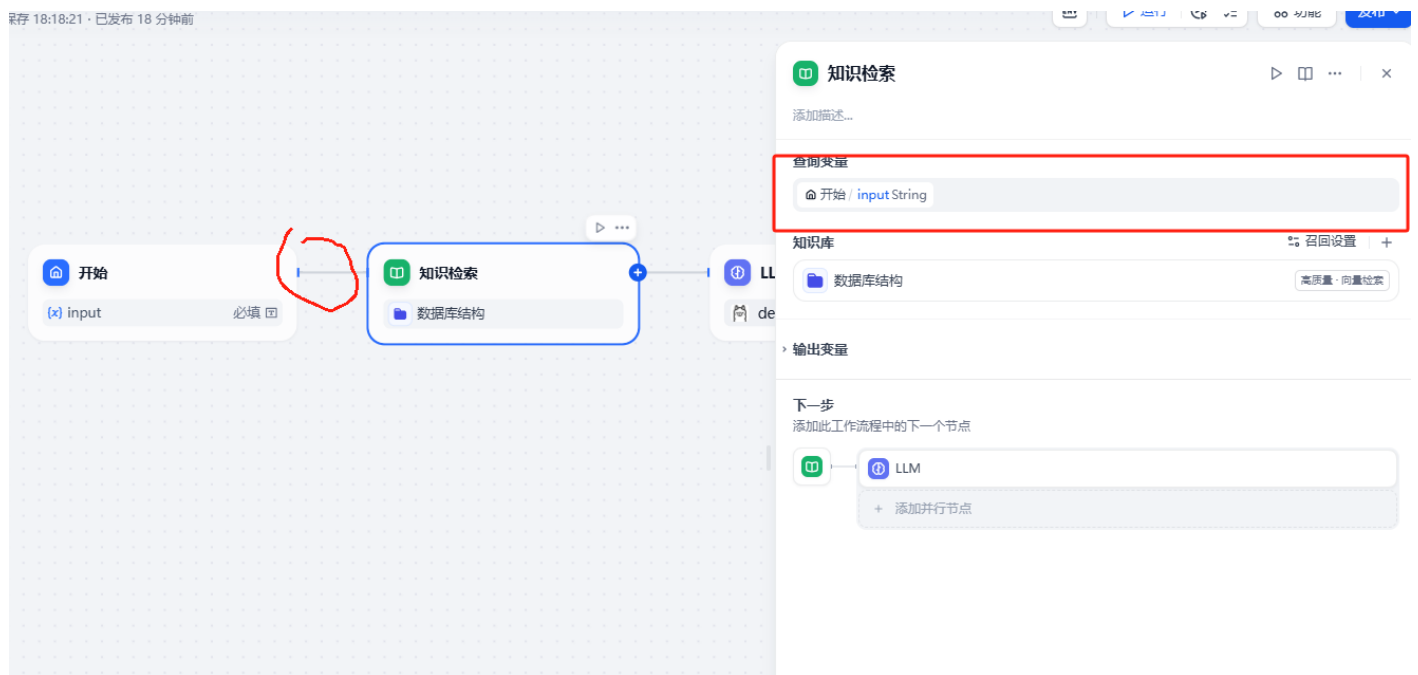 保存 18:18:21 · 已发布 18 分钟前
运行
功能
发布
开始
{x} input
必填
知识检索
数据库结构
LL
de
知识检索
添加描述...
查询变量
开始 / input String
知识库
召回设置
数据库结构
高质量 · 向量检索
输出变量
下一步
添加此工作流程中的下一个节点
LLM
+ 添加并行节点